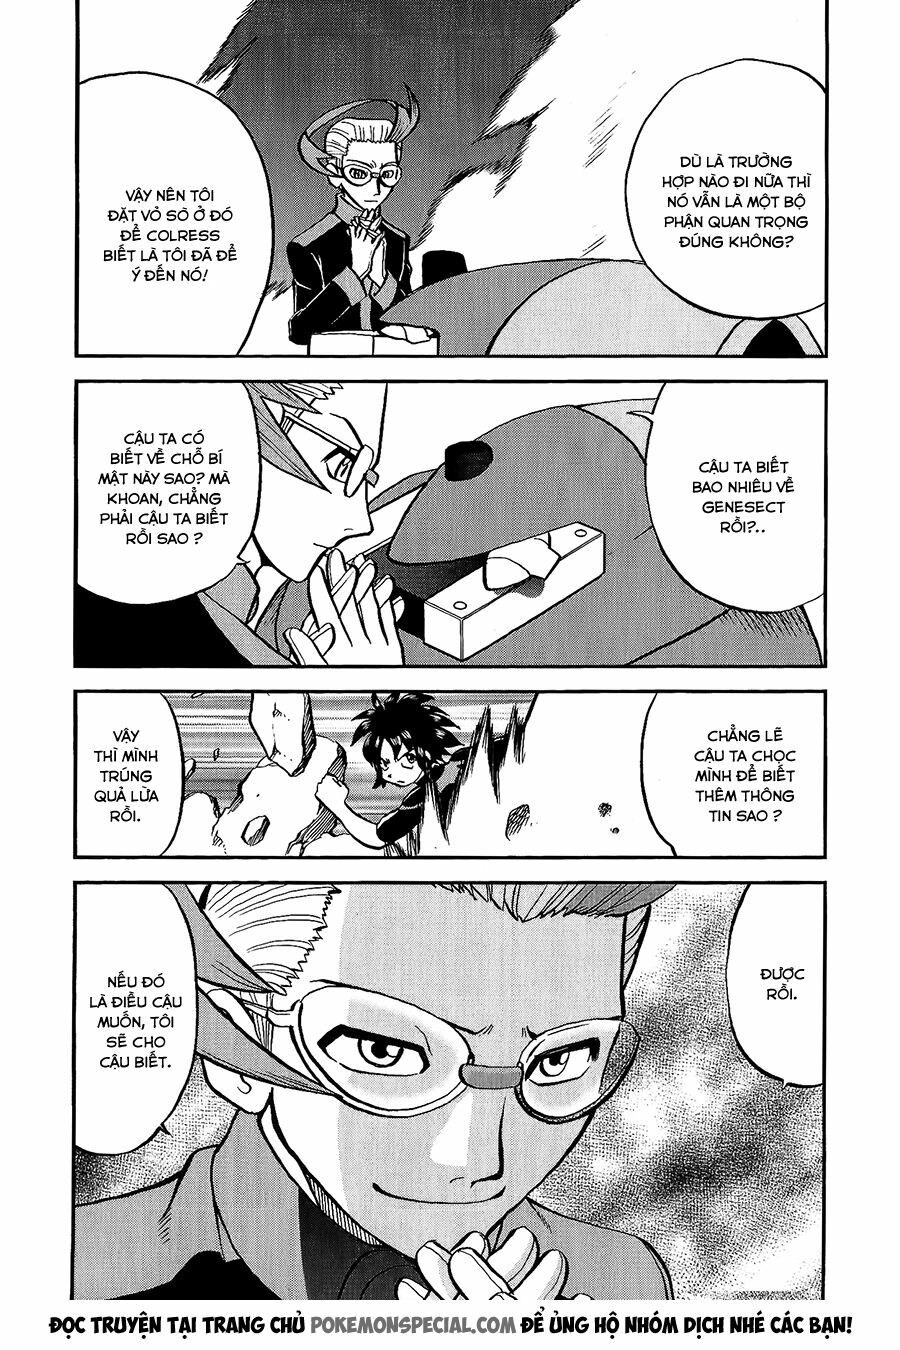 DÙ LÀ TRƯỜNG
HỢP NÀO ĐI NỮA THÌ
NÓ VẪN LÀ MỘT BỘ
PHẬN QUAN TRỌNG
ĐÚNG KHÔNG?
VẬY NÊN TÔI
ĐẶT VỎ SÒ Ở ĐÓ
ĐỂ COLRESS
BIẾT LÀ TÔI ĐÃ ĐỂ
Ý ĐẾN NÓ!
CẬU TA BIẾT
BAO NHIÊU VỀ
GENESECT
RỒI?..
CẬU TA CÓ
BIẾT VỀ CHỖ BÍ
MẬT NÀY SAO? MÀ
KHOAN, CHẲNG
PHẢI CẬU TA BIẾT
RỒI SAO ?
CHẲNG LẼ
CẬU TA CHỌC
MÌNH ĐỂ BIẾT
THÊM THÔNG
TIN SAO ?
VẬY
THÌ MÌNH
TRÚNG
QUẢ LỪA
RỒI.
ĐƯỢC
RỒI.
NẾU ĐÓ
LÀ ĐIỀU CẬU
MUỐN, TÔI
SẼ CHO
CẬU BIẾT.
ĐỌC TRUYỆN TẠI TRANG CHỦ POKEMONSPECIAL.COM ĐỂ ỦNG HỘ NHÓM DỊCH NHÉ CÁC BẠN!